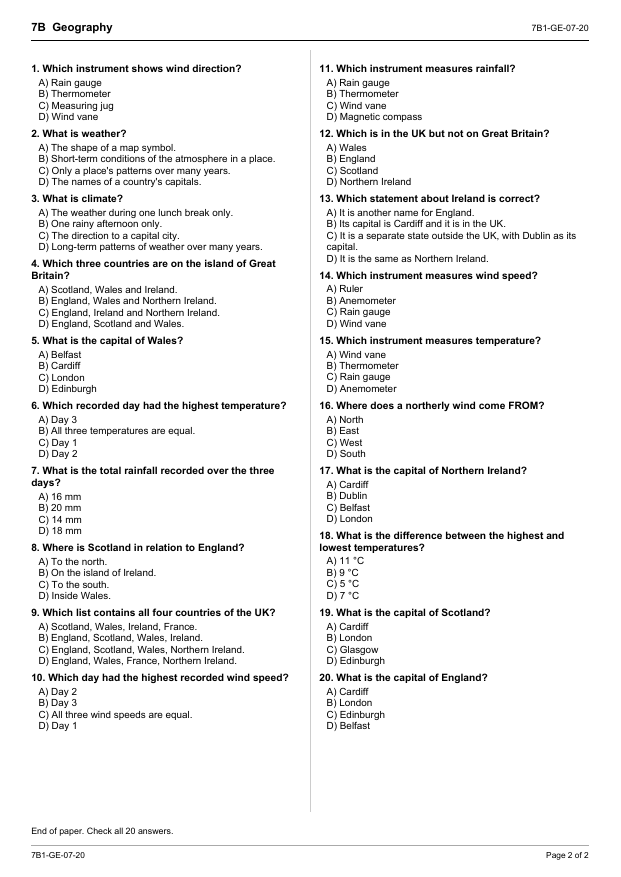 7B Geography
7B1-GE-07-20
1. Which instrument shows wind direction?
A) Rain gauge
B) Thermometer
C) Measuring jug
D) Wind vane
2. What is weather?
A) The shape of a map symbol.
B) Short-term conditions of the atmosphere in a place.
C) Only a place's patterns over many years.
D) The names of a country's capitals.
3. What is climate?
A) The weather during one lunch break only.
B) One rainy afternoon only.
C) The direction to a capital city.
D) Long-term patterns of weather over many years.
4. Which three countries are on the island of Great
Britain?
A) Scotland, Wales and Ireland.
B) England, Wales and Northern Ireland.
C) England, Ireland and Northern Ireland.
D) England, Scotland and Wales.
5. What is the capital of Wales?
A) Belfast
B) Cardiff
C) London
D) Edinburgh
6. Which recorded day had the highest temperature?
A) Day 3
B) All three temperatures are equal.
C) Day 1
D) Day 2
7. What is the total rainfall recorded over the three
days?
A) 16 mm
B) 20 mm
C) 14 mm
D) 18 mm
8. Where is Scotland in relation to England?
A) To the north.
B) On the island of Ireland.
C) To the south.
D) Inside Wales.
9. Which list contains all four countries of the UK?
A) Scotland, Wales, Ireland, France.
B) England, Scotland, Wales, Ireland.
C) England, Scotland, Wales, Northern Ireland.
D) England, Wales, France, Northern Ireland.
10. Which day had the highest recorded wind speed?
A) Day 2
B) Day 3
C) All three wind speeds are equal.
D) Day 1
11. Which instrument measures rainfall?
A) Rain gauge
B) Thermometer
C) Wind vane
D) Magnetic compass
12. Which is in the UK but not on Great Britain?
A) Wales
B) England
C) Scotland
D) Northern Ireland
13. Which statement about Ireland is correct?
A) It is another name for England.
B) Its capital is Cardiff and it is in the UK.
C) It is a separate state outside the UK, with Dublin as its
capital.
D) It is the same as Northern Ireland.
14. Which instrument measures wind speed?
A) Ruler
B) Anemometer
C) Rain gauge
D) Wind vane
15. Which instrument measures temperature?
A) Wind vane
B) Thermometer
C) Rain gauge
D) Anemometer
16. Where does a northerly wind come FROM?
A) North
B) East
C) West
D) South
17. What is the capital of Northern Ireland?
A) Cardiff
B) Dublin
C) Belfast
D) London
18. What is the difference between the highest and
lowest temperatures?
A) 11 °C
B) 9 °C
C) 5 °C
D) 7 °C
19. What is the capital of Scotland?
A) Cardiff
B) London
C) Glasgow
D) Edinburgh
20. What is the capital of England?
A) Cardiff
B) London
C) Edinburgh
D) Belfast
End of paper. Check all 20 answers.
7B1-GE-07-20
Page 2 of 2